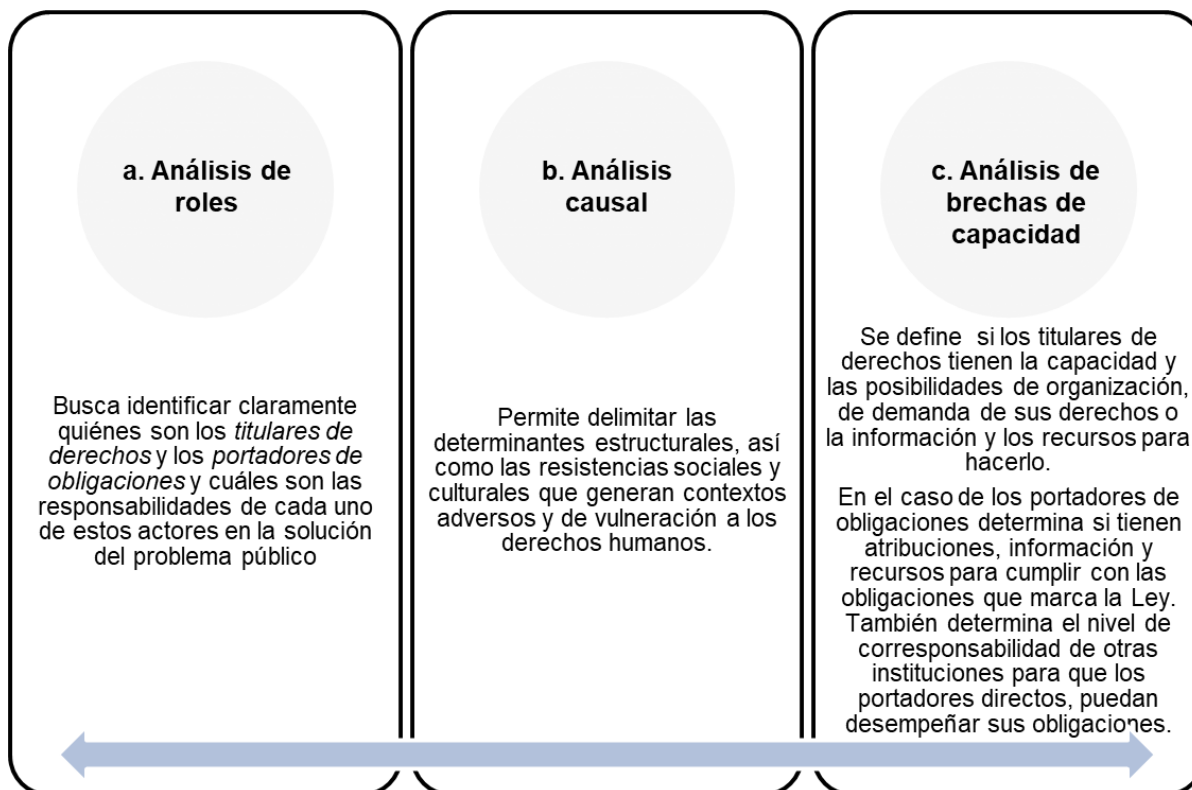 a. Análisis de
roles
Busca identificar claramente
quiénes son los titulares de
derechos y los portadores de
obligaciones y cuáles son las
responsabilidades de cada uno
de estos actores en la solución
del problema público
b. Análisis
causal
Permite delimitar las
determinantes estructurales, así
como las resistencias sociales y
culturales que generan contextos
adversos y de vulneración a los
derechos humanos.
c. Análisis de
brechas de
capacidad
Se define si los titulares de
derechos tienen la capacidad y
las posibilidades de organización,
de demanda de sus derechos o
la información y los recursos para
hacerlo.
En el caso de los portadores de
obligaciones determina si tienen
atribuciones, información y
recursos para cumplir con las
obligaciones que marca la Ley.
También determina el nivel de
corresponsabilidad de otras
instituciones para que los
portadores directos, puedan
desempeñar sus obligaciones.